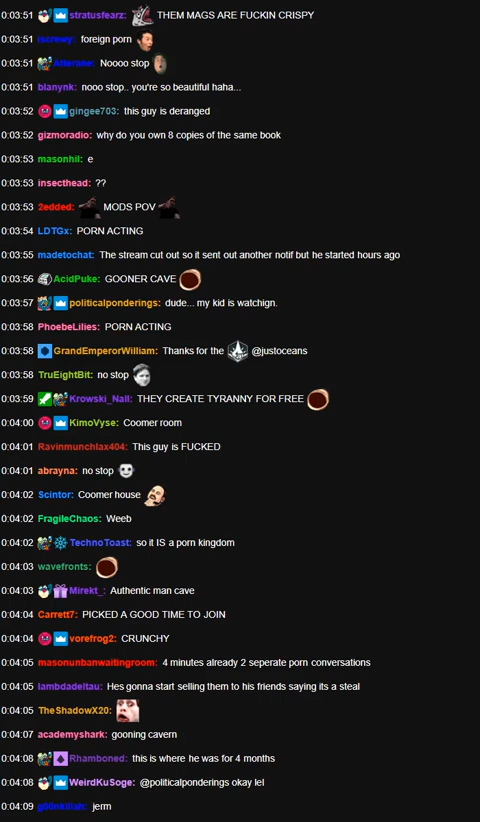 0:03:51 stratusfearz: THEM MAGS ARE FUCKIN CRISPY
0:03:51 iscrewy: foreign porn
0:03:51 Noooo stop
0:03:51 blanynk: nooo stop.. you're so beautiful haha...
0:03:52 gingee703: this guy is deranged
0:03:52 gizmoradio: why do you own 8 copies of the same book
0:03:53 masonhil: e
0:03:53 insecthead: ??
0:03:53 2edded: MODS POV
0:03:54 LDTGx: PORN ACTING
0:03:55 madetochat: The stream cut out so it sent out another notif but he started hours ago
0:03:56 AcidPuke: GOONER CAVE
0:03:57 politicalponderings: dude... my kid is watchign.
0:03:58 PhoebeLilies: PORN ACTING
0:03:58 GrandEmperorWilliam: Thanks for the @justoceans
0:03:58 TruEightBit: no stop
0:03:59 Krowski_Nall: THEY CREATE TYRANNY FOR FREE
0:04:00 KimoVyse: Coomer room
0:04:01 Ravinmunchlax404: This guy is FUCKED
0:04:01 abrayna: no stop
0:04:02 Scintor: Coomer house
0:04:02 FragileChaos: Weeb
0:04:02 TechnoToast: so it IS a porn kingdom
0:04:03 wavefronts:
0:04:03 Mirekt_: Authentic man cave
0:04:04 Carrett7: PICKED A GOOD TIME TO JOIN
0:04:04 vorefrog2: CRUNCHY
0:04:05 masonunbanwaitingroom: 4 minutes already 2 seperate porn conversations
0:04:05 lambdadeltau: Hes gonna start selling them to his friends saying its a steal
0:04:05 TheShadowX20:
0:04:07 academyshark: gooning cavern
0:04:08 Rhamboned: this is where he was for 4 months
0:04:08 WeirdKuSoge: @politicalponderings okay lel
0:04:09 jerm